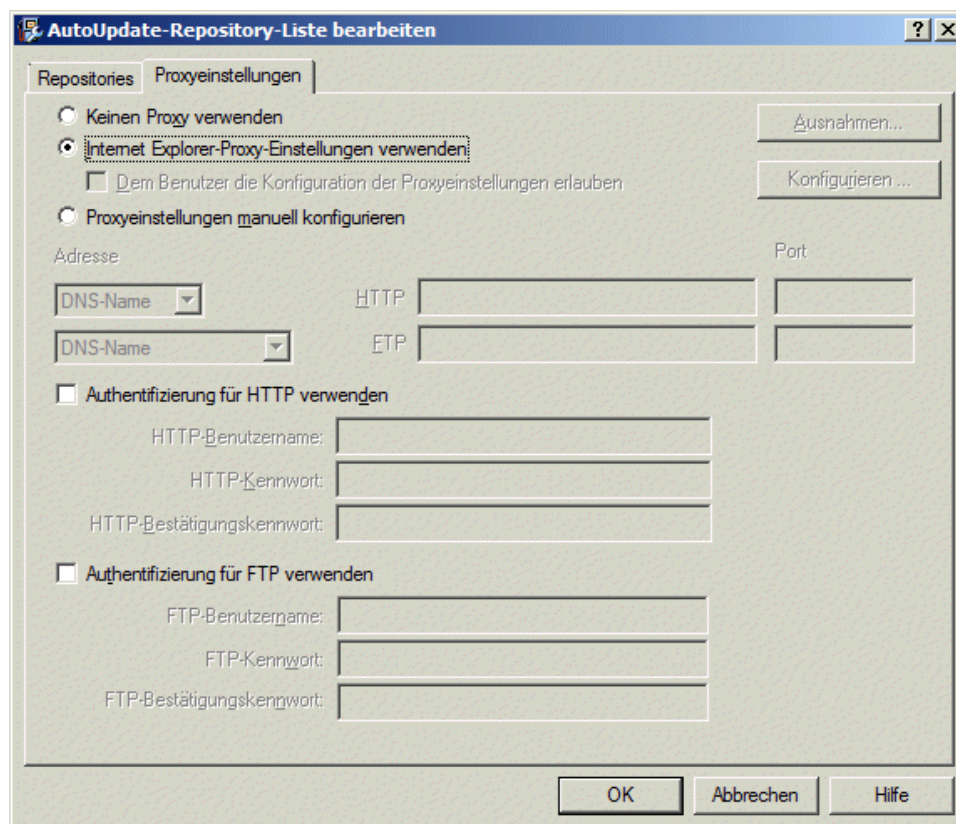 AutoUpdate-Repository-Liste bearbeiten
Repositories Proxyeinstellungen
Keinen Proxy verwenden
Ausnahmen...
Internet Explorer-Proxy-Einstellungen verwenden
Dem Benutzer die Konfiguration der Proxyeinstellungen erlauben
Konfigurieren ...
Proxyeinstellungen manuell konfigurieren
Adresse Port
DNS-Name HTTP
DNS-Name FTP
Authentifizierung für HTTP verwenden
HTTP-Benutzername:
HTTP-Kennwort:
HTTP-Bestätigungskennwort:
Authentifizierung für FTP verwenden
FTP-Benutzername:
FTP-Kennwort:
FTP-Bestätigungskennwort:
OK Abbrechen Hilfe